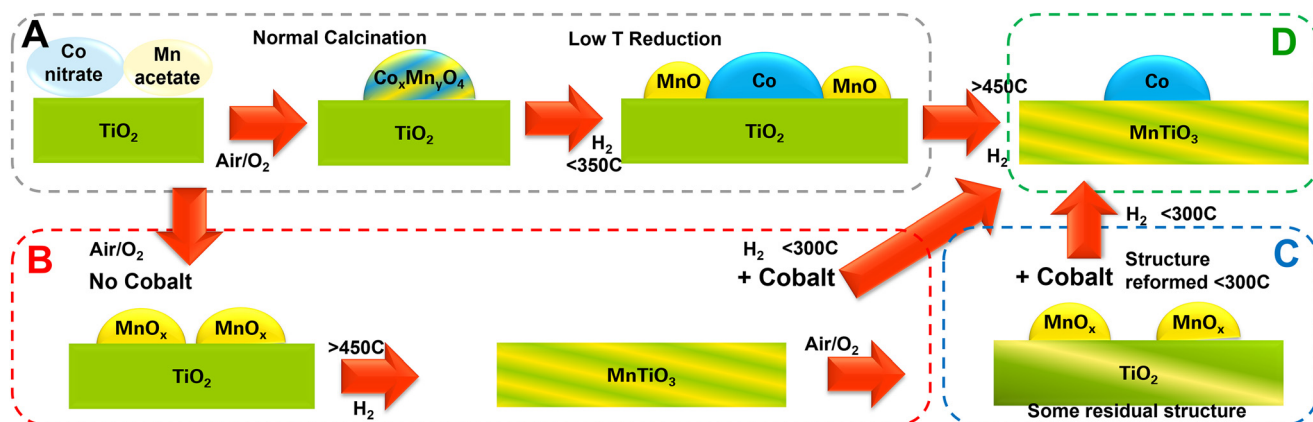 A
Co
nitrate
Mn
acetate
TiO2
Air/O2
Normal Calcination
CoxMnyO4
TiO2
Low T Reduction
H2
<350C
MnO
Co
MnO
TiO2
>450C
H2
D
Co
MnTiO3
B
Air/O2
No Cobalt
MnOx
MnOx
TiO2
>450C
H2
MnTiO3
H2 <300C
+ Cobalt
Air/O2
C
H2 <300C
+ Cobalt
Structure
reformed <300C
MnOx
MnOx
TiO2
Some residual structure